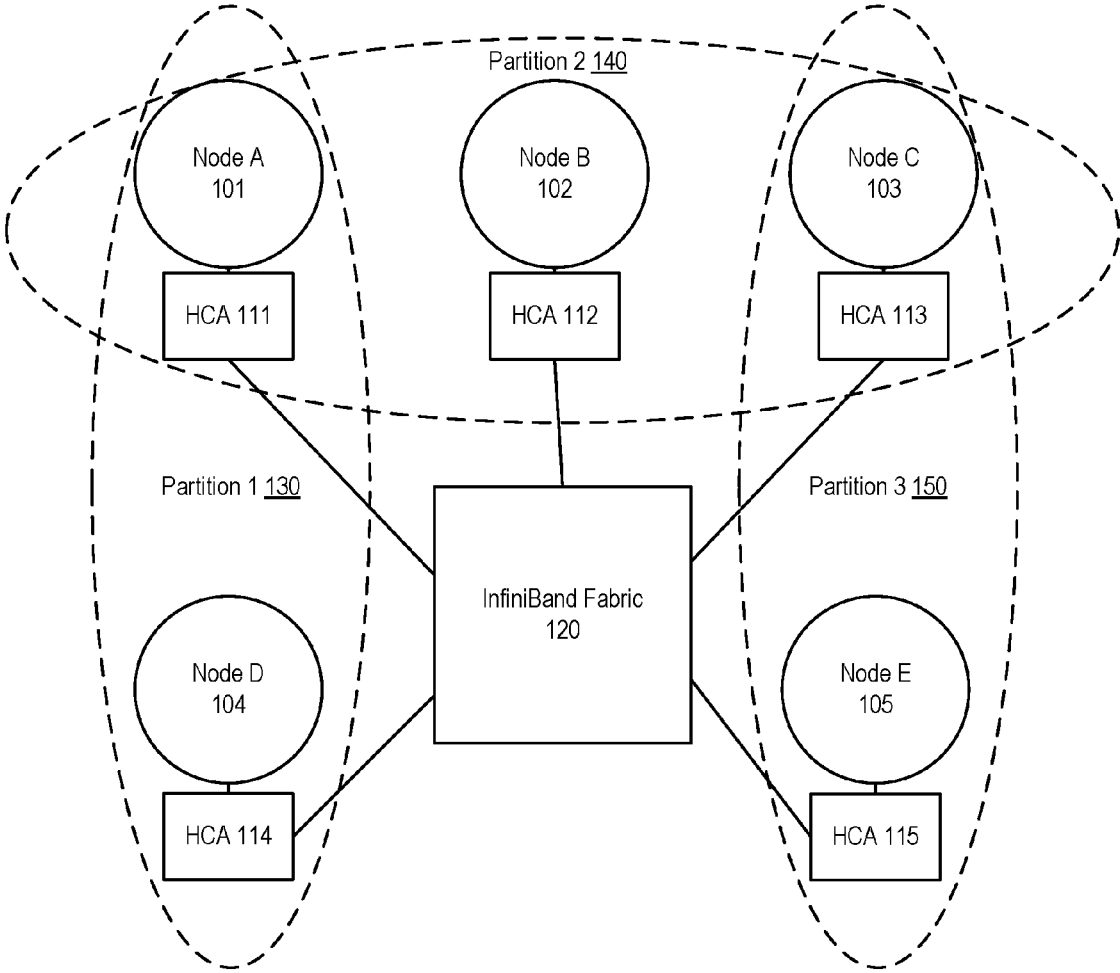 Partition 2 140
Node A
101
Node B
102
Node C
103
HCA 111
HCA 112
HCA 113
Partition 1 130
Partition 3 150
InfiniBand Fabric
120
Node D
104
Node E
105
HCA 114
HCA 115